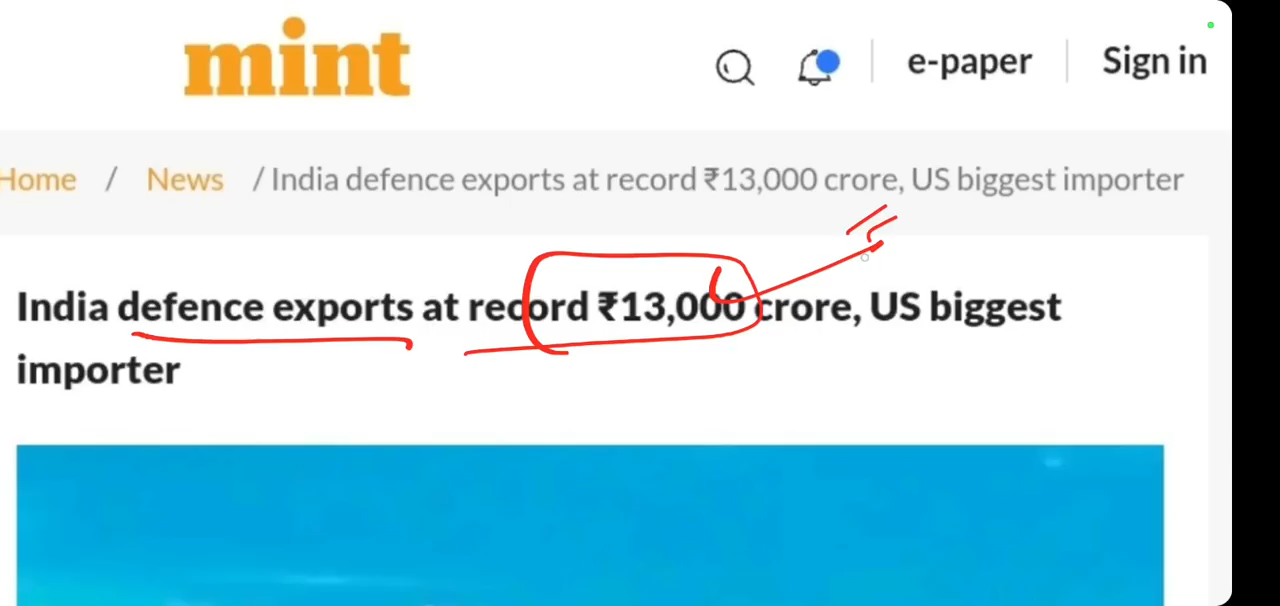 mint
e-paper
Sign in
Home / News / India defence exports at record ₹13,000 crore, US biggest importer
India defence exports at record ₹13,000 crore, US biggest
importer